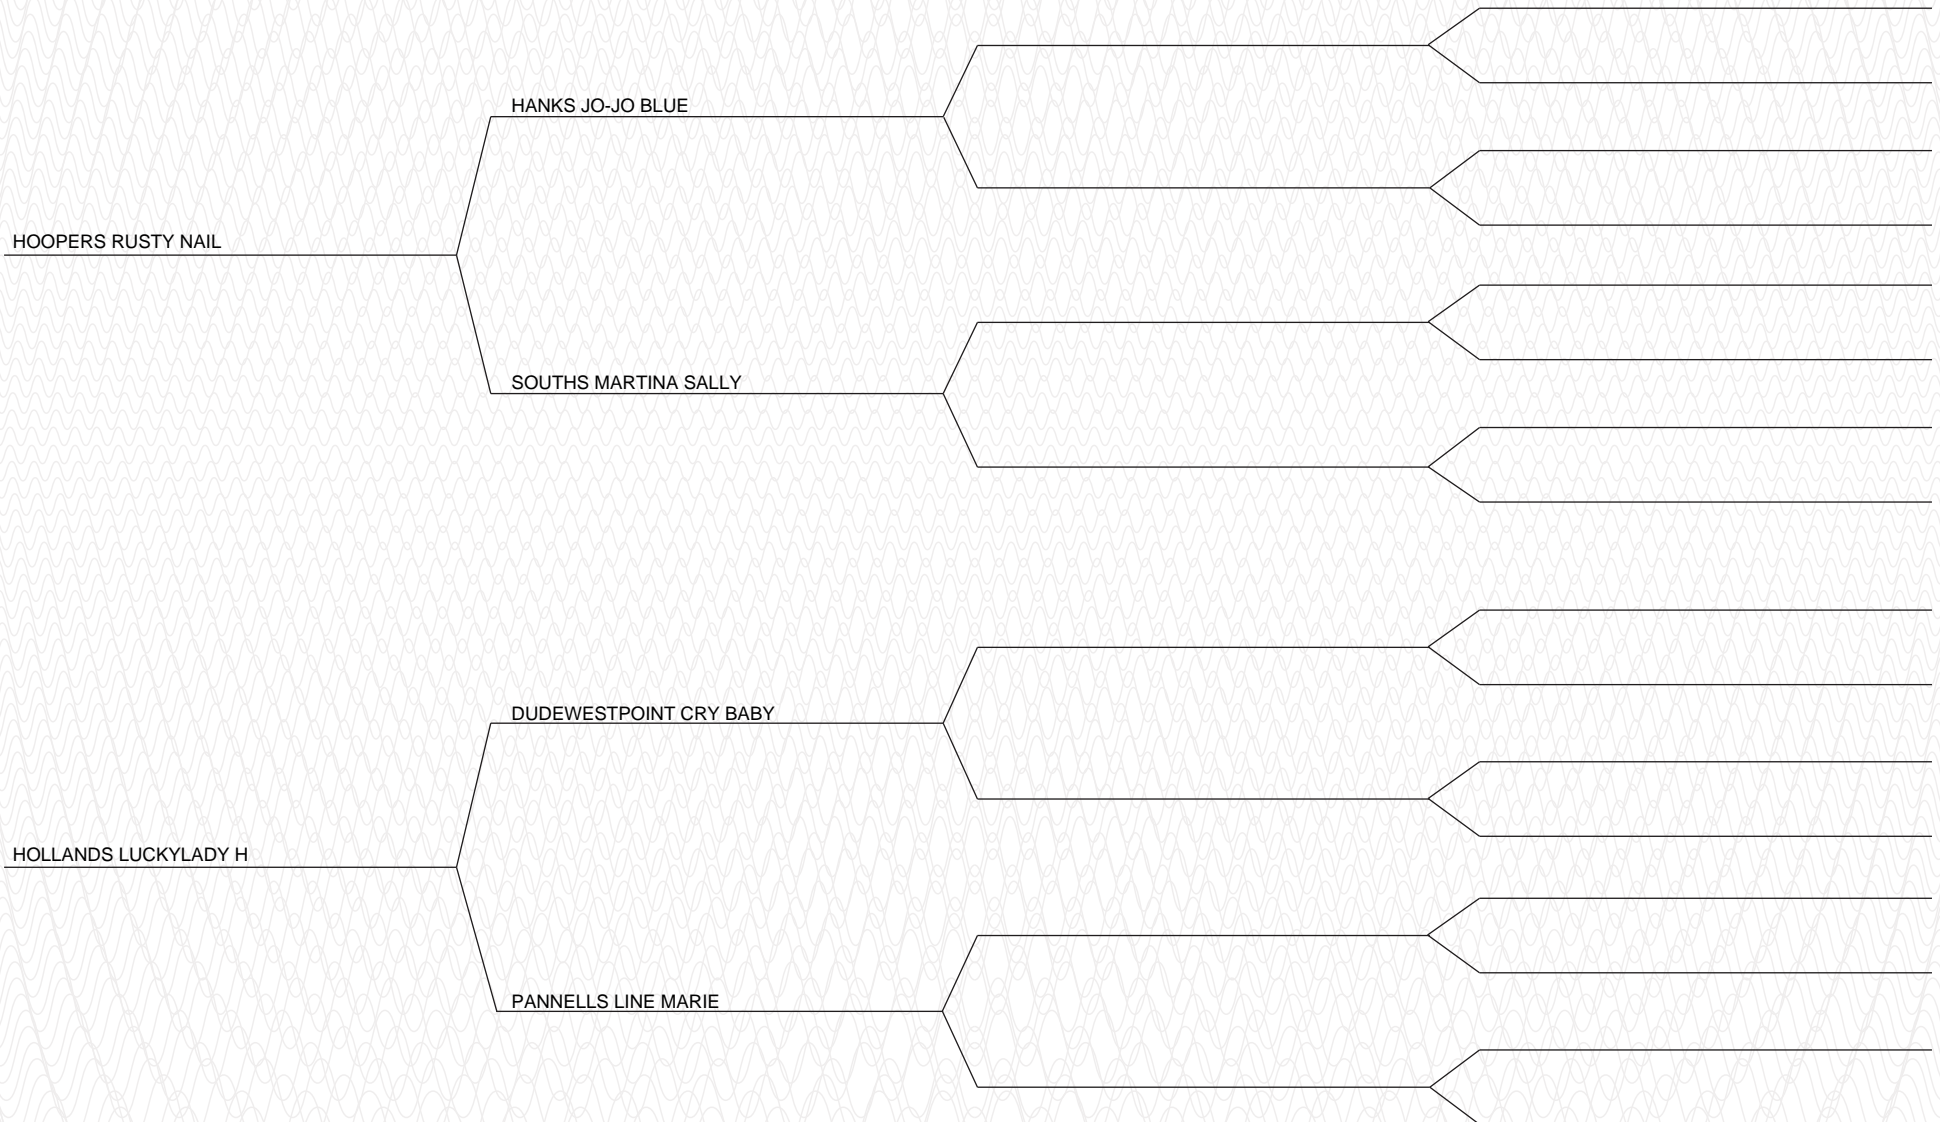 HANKS JO-JO BLUE
HOOPERS RUSTY NAIL
SOUTHS MARTINA SALLY
DUDEWESTPOINT CRY BABY
HOLLANDS LUCKYLADY H
PANNELLS LINE MARIE